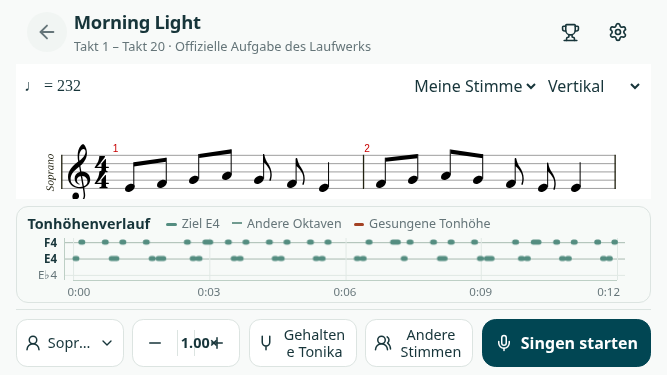 Morning Light
Takt 1 – Takt 20 · Offizielle Aufgabe des Laufwerks
♩ = 232
Meine Stimme
Vertikal
Soprano
1
2
Tonhöhenverlauf
Ziel E4
Andere Oktaven
Gesungene Tonhöhe
F4
E4
E♭4
0:00
0:03
0:06
0:09
0:12
Sopr...
1.00×
Gehalten
e Tonika
Andere
Stimmen
Singen starten